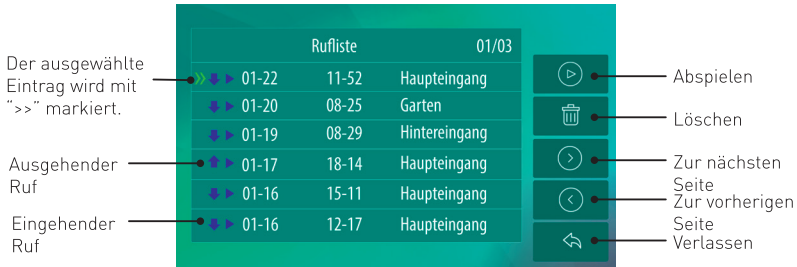 Rufliste 01/03
01-22 11-52 Haupteingang
01-20 08-25 Garten
01-19 08-29 Hintereingang
01-17 18-14 Haupteingang
01-16 15-11 Haupteingang
01-16 12-17 Haupteingang
Der ausgewählte
Eintrag wird mit
“>>” markiert.
Ausgehender
Ruf
Eingehender
Ruf
Abspielen
Löschen
Zur nächsten
Seite
Zur vorherigen
Seite
Verlassen